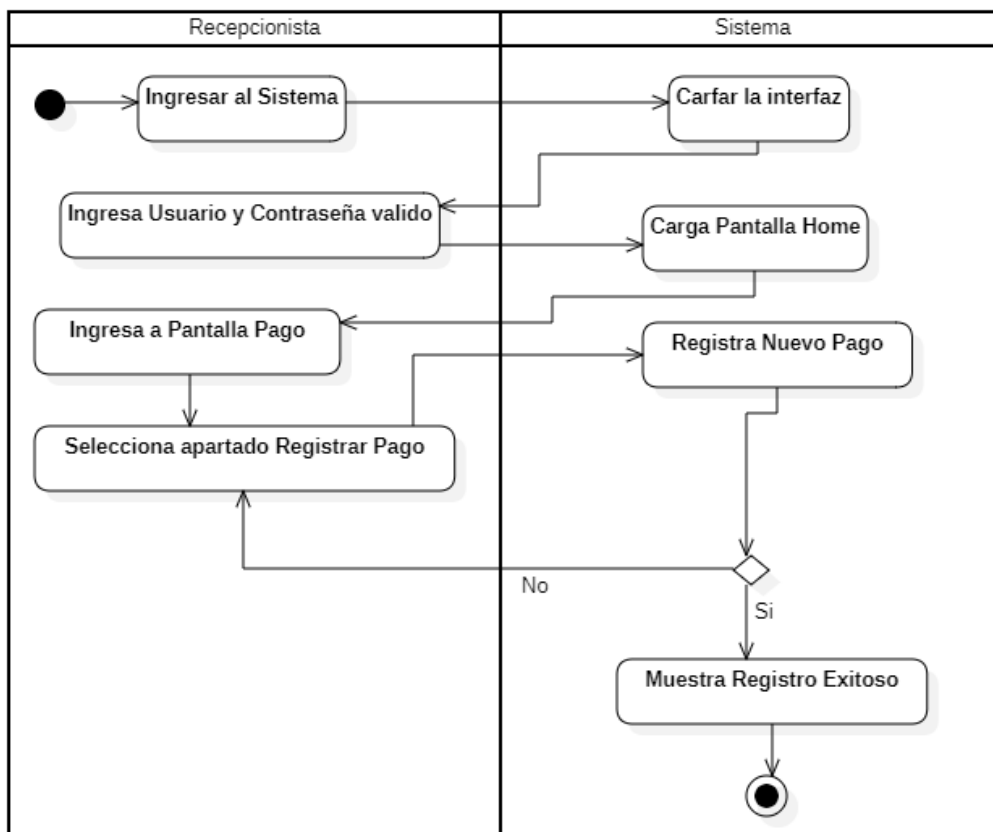 Recepcionista
Sistema
Ingresar al Sistema
Carfar la interfaz
Ingresa Usuario y Contraseña valido
Carga Pantalla Home
Ingresa a Pantalla Pago
Registra Nuevo Pago
Selecciona apartado Registrar Pago
No
Si
Muestra Registro Exitoso